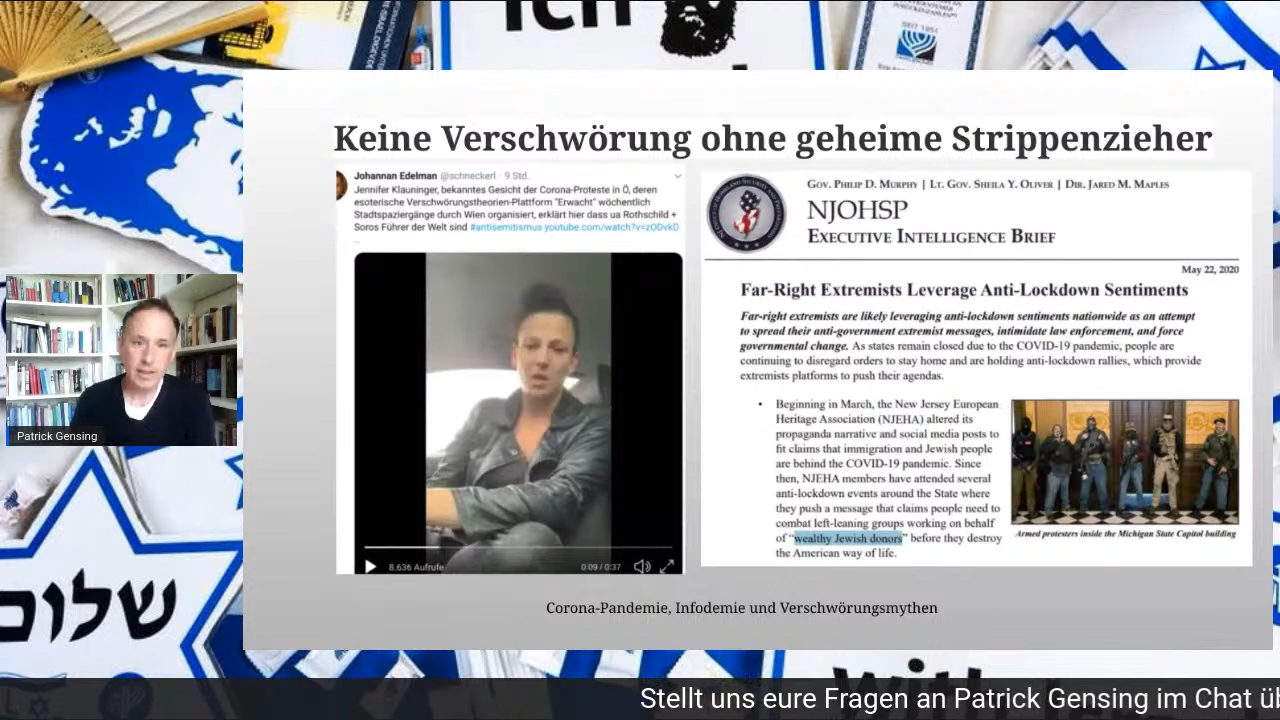 ich
Keine Verschwörung ohne geheime Strippenzieher
Johannan Edelman @schneckerl · 9 Std.
Jennifer Klauninger, bekanntes Gesicht der Corona-Proteste in Ö, deren
esoterische Verschwörungstheorien-Plattform "Erwacht" wöchentlich
Stadtspaziergänge durch Wien organisiert, erklärt hier dass ua Rothschild +
Soros Führer der Welt sind #antisemitismus youtube.com/watch?v=zODvkD
...
8.636 Aufrufe
0:09 / 0:37
GOV. PHILIP D. MURPHY | LT. GOV. SHEILA Y. OLIVER | DIR. JARED M. MAPLES
NJOHSP
EXECUTIVE INTELLIGENCE BRIEF
May 22, 2020
Far-Right Extremists Leverage Anti-Lockdown Sentiments
Far-right extremists are likely leveraging anti-lockdown sentiments nationwide as an attempt
to spread their anti-government extremist messages, intimidate law enforcement, and force
governmental change. As states remain closed due to the COVID-19 pandemic, people are
continuing to disregard orders to stay home and are holding anti-lockdown rallies, which provide
extremists platforms to push their agendas.
• Beginning in March, the New Jersey European
Heritage Association (NJEHA) altered its
propaganda narrative and social media posts to
fit claims that immigration and Jewish people
are behind the COVID-19 pandemic. Since
then, NJEHA members have attended several
anti-lockdown events around the State where
they push a message that claims people need to
combat left-leaning groups working on behalf
of “wealthy Jewish donors” before they destroy
the American way of life.
Armed protesters inside the Michigan State Capitol building
Corona-Pandemie, Infodemie und Verschwörungsmythen
Patrick Gensing
שלום
With
Stellt uns eure Fragen an Patrick Gensing im Chat üb